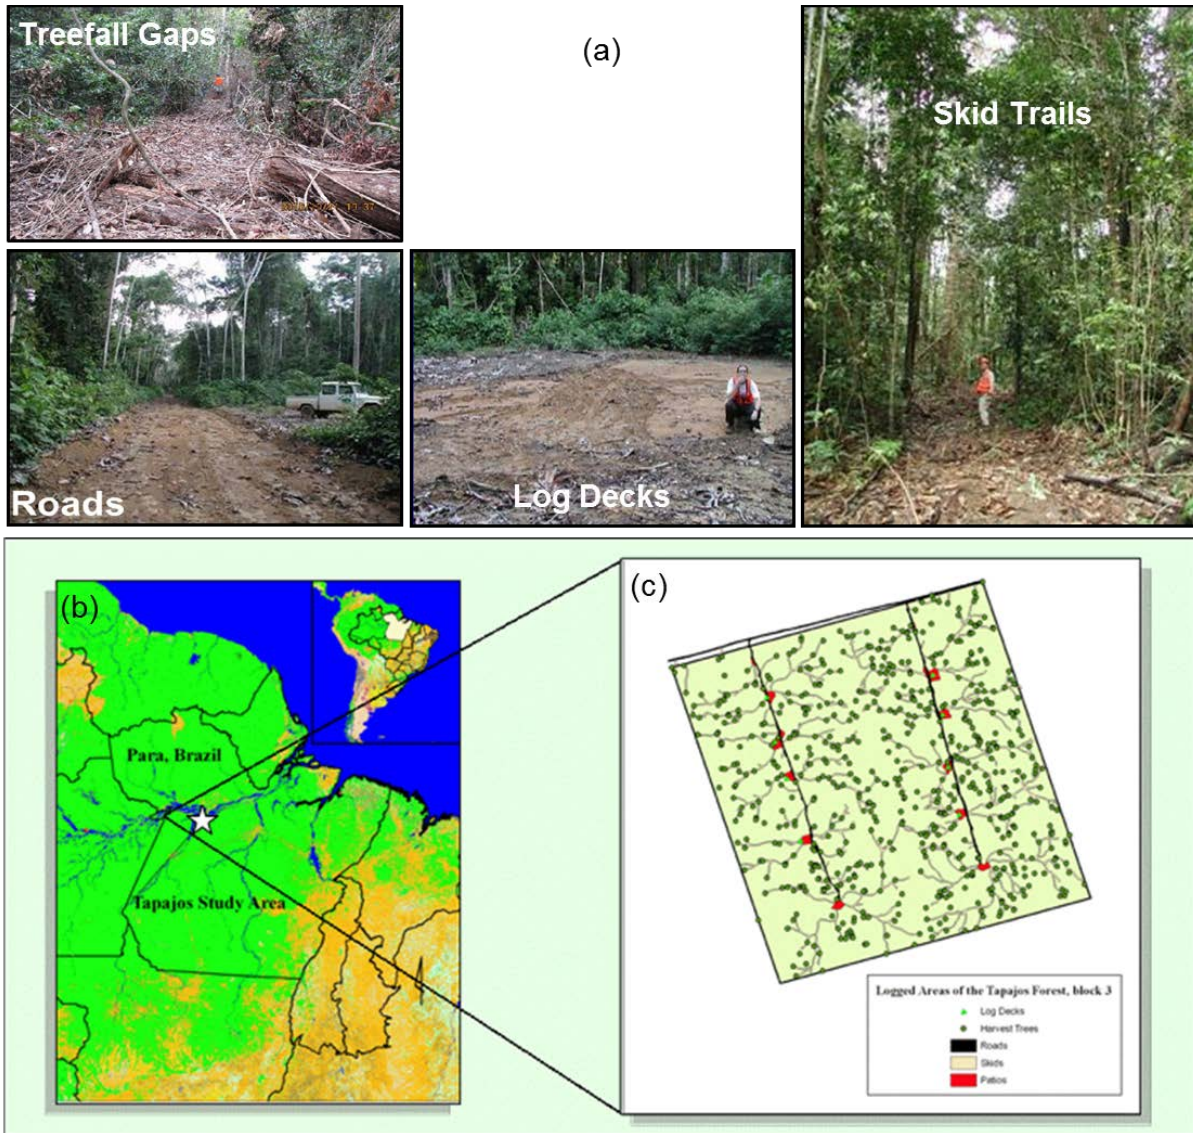 Treefall Gaps
(a)
Skid Trails
Roads
Log Decks
(b)
Para, Brazil
Tapajos Study Area
(c)
Logged Areas of the Tapajos Forest, block 3
Log Decks
Harvest Trees
Roads
Skids
Patios